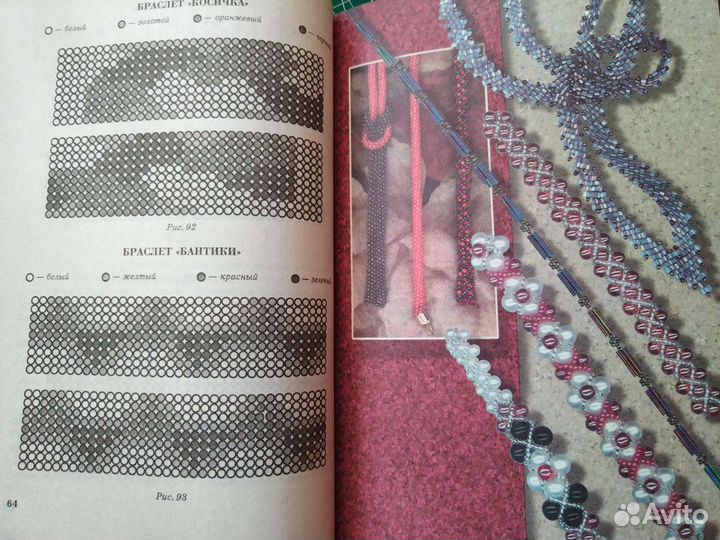 БРАСЛЕТ «КОСИЧКА»
— белый — золотой — оранжевый
Рис. 92
БРАСЛЕТ «БАНТИКИ»
— белый — желтый — красный — зеленый
Рис. 93
64
Avito